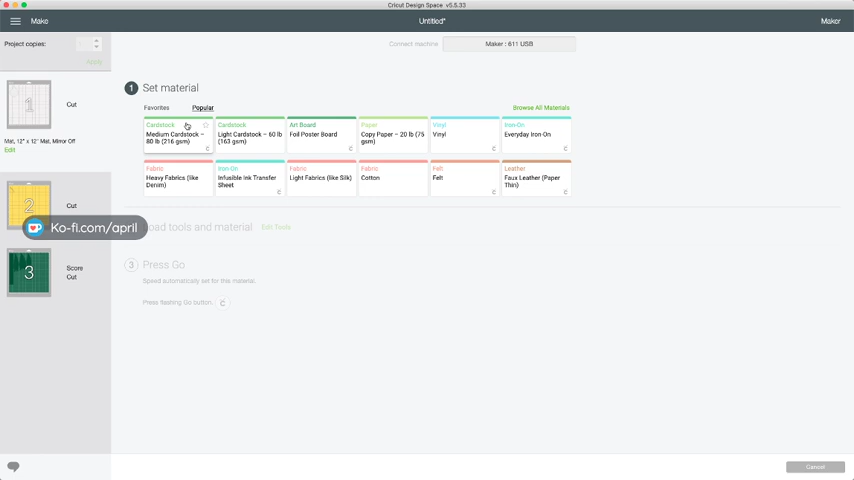 Cricut Design Space v5.5.33
Make
Untitled*
Maker
Project copies:
Apply
Connect machine
Maker : 611 USB
1
Cut
Mat, 12" x 12" Mat, Mirror Off
Edit
2
Cut
Ko-fi.com/april
3
Score
Cut
1
Set material
Favorites
Popular
Browse All Materials
Cardstock
Medium Cardstock –
80 lb (216 gsm)
Cardstock
Light Cardstock – 60 lb
(163 gsm)
Art Board
Foil Poster Board
Paper
Copy Paper – 20 lb (75
gsm)
Vinyl
Vinyl
Iron-On
Everyday Iron-On
Fabric
Heavy Fabrics (like
Denim)
Iron-On
Infusible Ink Transfer
Sheet
Fabric
Light Fabrics (like Silk)
Fabric
Cotton
Felt
Felt
Leather
Faux Leather (Paper
Thin)
oad tools and material
Edit Tools
3
Press Go
Speed automatically set for this material.
Press flashing Go button.
Cancel